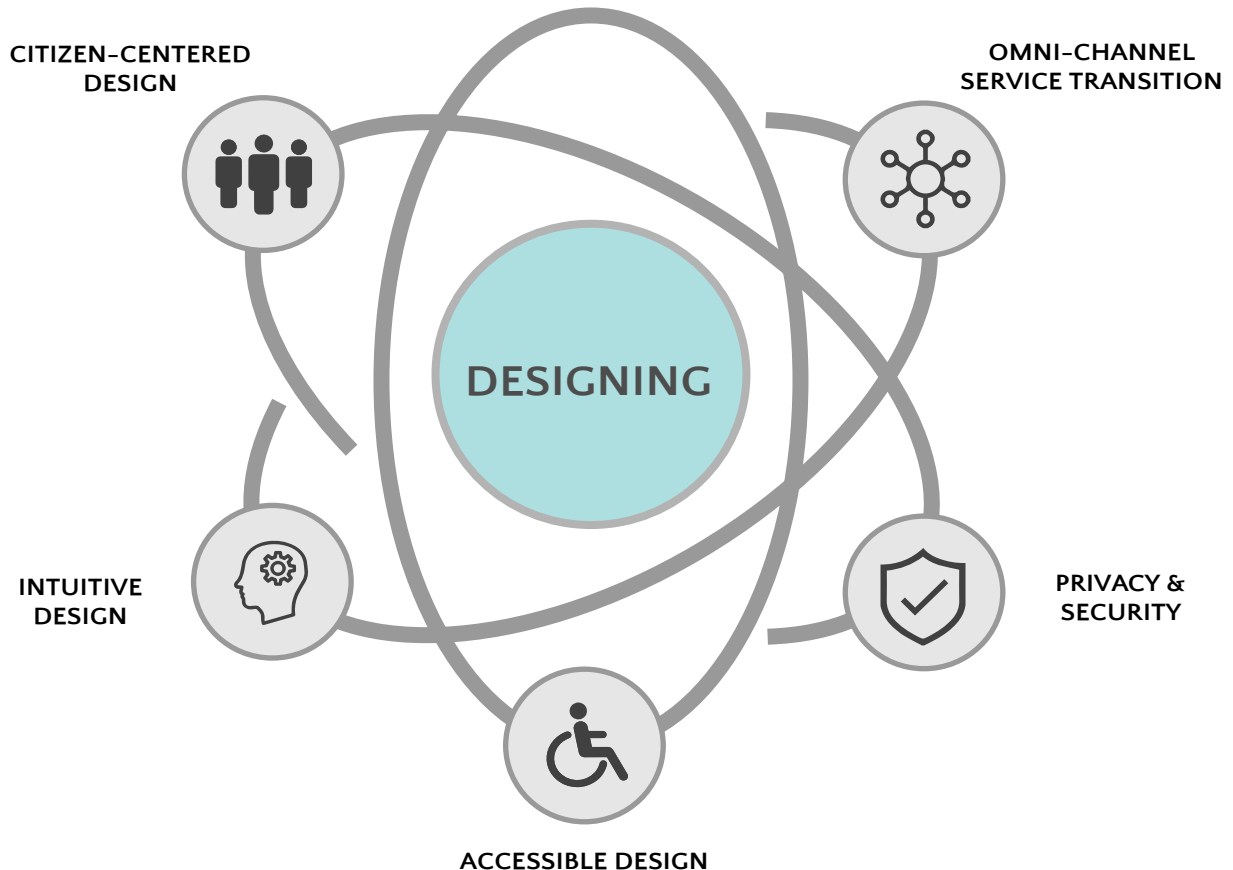 CITIZEN-CENTERED
DESIGN
OMNI-CHANNEL
SERVICE TRANSITION
DESIGNING
INTUITIVE
DESIGN
PRIVACY &
SECURITY
ACCESSIBLE DESIGN